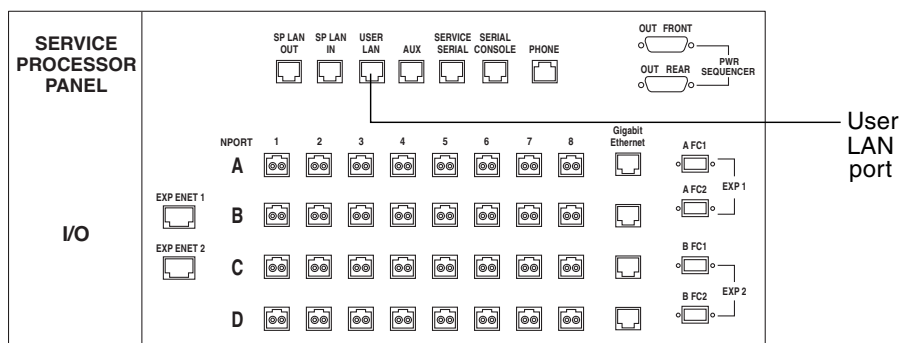 SERVICE
PROCESSOR
PANEL
SP LAN
OUT
SP LAN
IN
USER
LAN
AUX
SERVICE
SERIAL
SERIAL
CONSOLE
PHONE
OUT FRONT
OUT REAR
PWR
SEQUENCER
User
LAN
port
I/O
EXP ENET 1
EXP ENET 2
NPORT 1 2 3 4 5 6 7 8
Gigabit
Ethernet
A
B
C
D
A FC1
A FC2
EXP 1
B FC1
B FC2
EXP 2